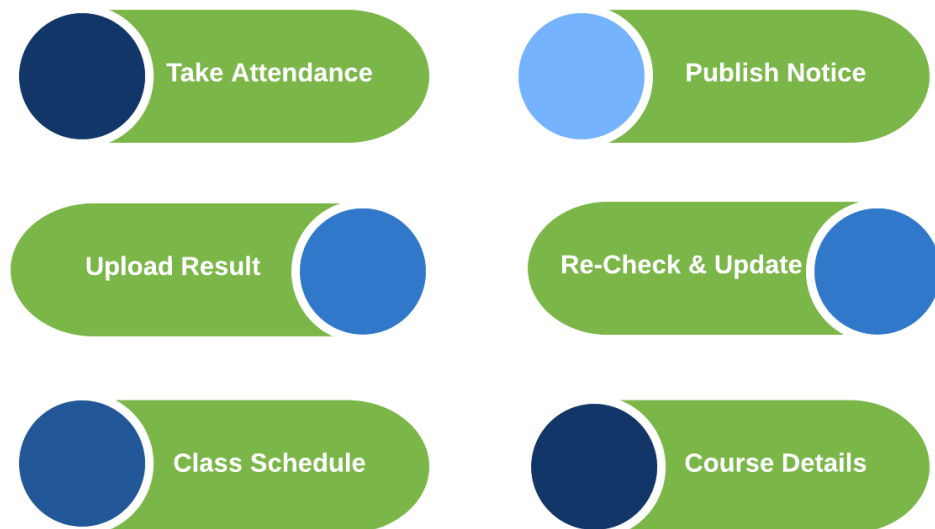 Take Attendance
Publish Notice
Upload Result
Re-Check & Update
Class Schedule
Course Details